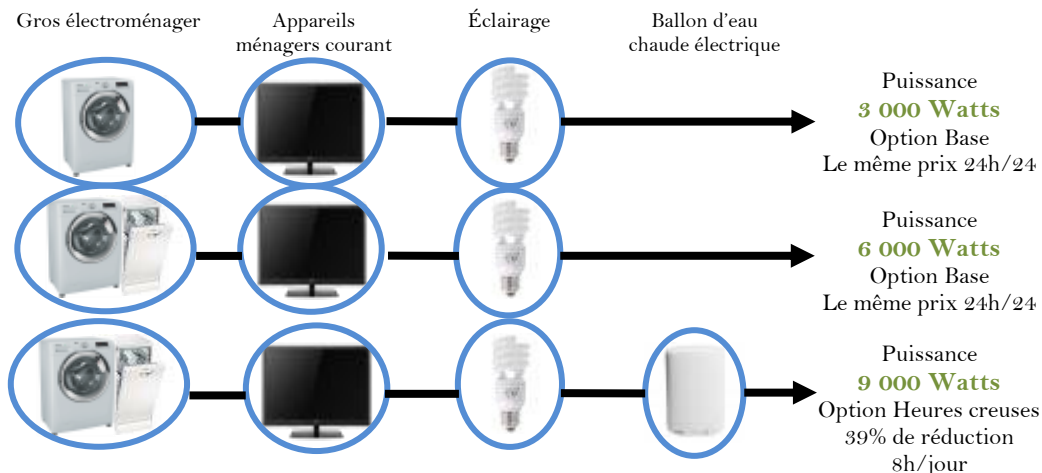 Gros électroménager
Appareils
ménagers courant
Éclairage
Ballon d'eau
chaude électrique
Puissance
3 000 Watts
Option Base
Le même prix 24h/24
Puissance
6 000 Watts
Option Base
Le même prix 24h/24
Puissance
9 000 Watts
Option Heures creuses
39% de réduction
8h/jour